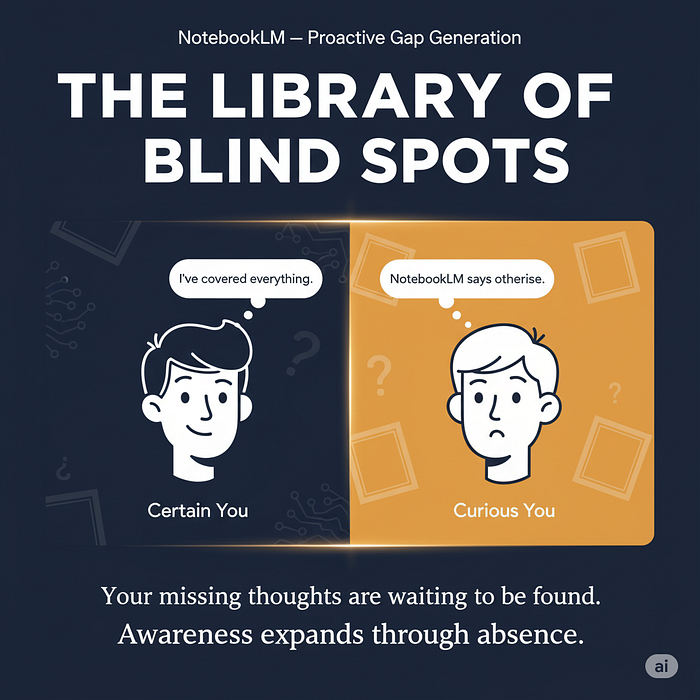 NotebookLM — Proactive Gap Generation
THE LIBRARY OF
BLIND SPOTS
I've covered everything.
NotebookLM says otherise.
?
?
?
¿
Certain You
Curious You
Your missing thoughts are waiting to be found.
Awareness expands through absence.
ai